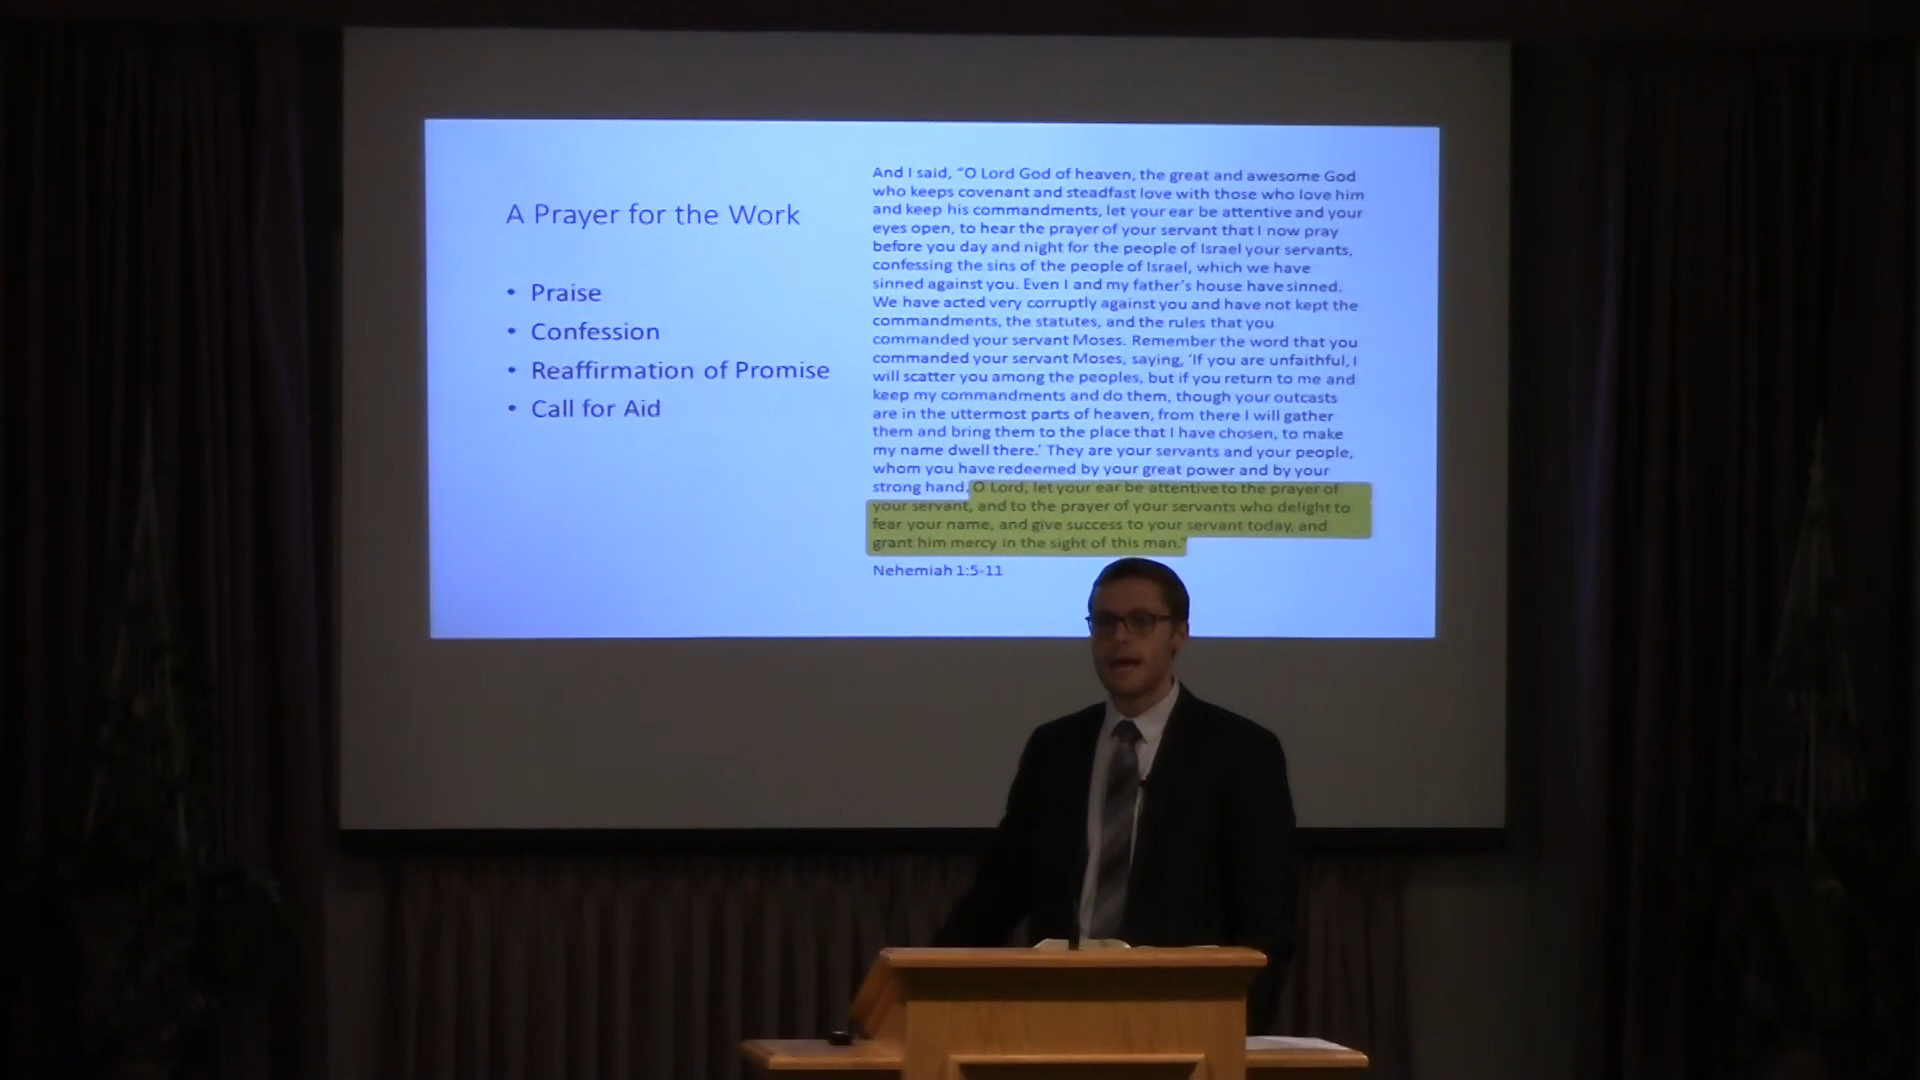 A Prayer for the Work
• Praise
• Confession
• Reaffirmation of Promise
• Call for Aid
And I said, “O Lord God of heaven, the great and awesome God
who keeps covenant and steadfast love with those who love him
and keep his commandments, let your ear be attentive and your
eyes open, to hear the prayer of your servant that I now pray
before you day and night for the people of Israel your servants,
confessing the sins of the people of Israel, which we have
sinned against you. Even I and my father’s house have sinned.
We have acted very corruptly against you and have not kept the
commandments, the statutes, and the rules that you
commanded your servant Moses. Remember the word that you
commanded your servant Moses, saying, ‘If you are unfaithful, I
will scatter you among the peoples, but if you return to me and
keep my commandments and do them, though your outcasts
are in the uttermost parts of heaven, from there I will gather
them and bring them to the place that I have chosen, to make
my name dwell there.’ They are your servants and your people,
whom you have redeemed by your great power and by your
strong hand. O Lord, let your ear be attentive to the prayer of
your servant, and to the prayer of your servants who delight to
fear your name, and give success to your servant today, and
grant him mercy in the sight of this man.”
Nehemiah 1:5-11